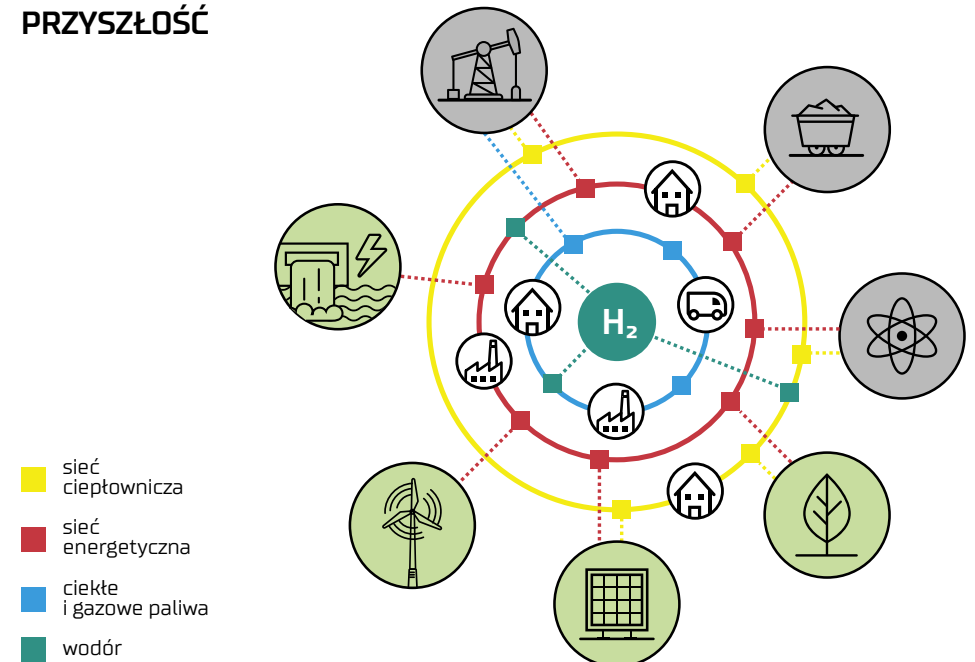 PRZYSZŁOŚĆ
H₂
sieć
ciepłownicza
sieć
energetyczna
ciekłe
i gazowe paliwa
wodór